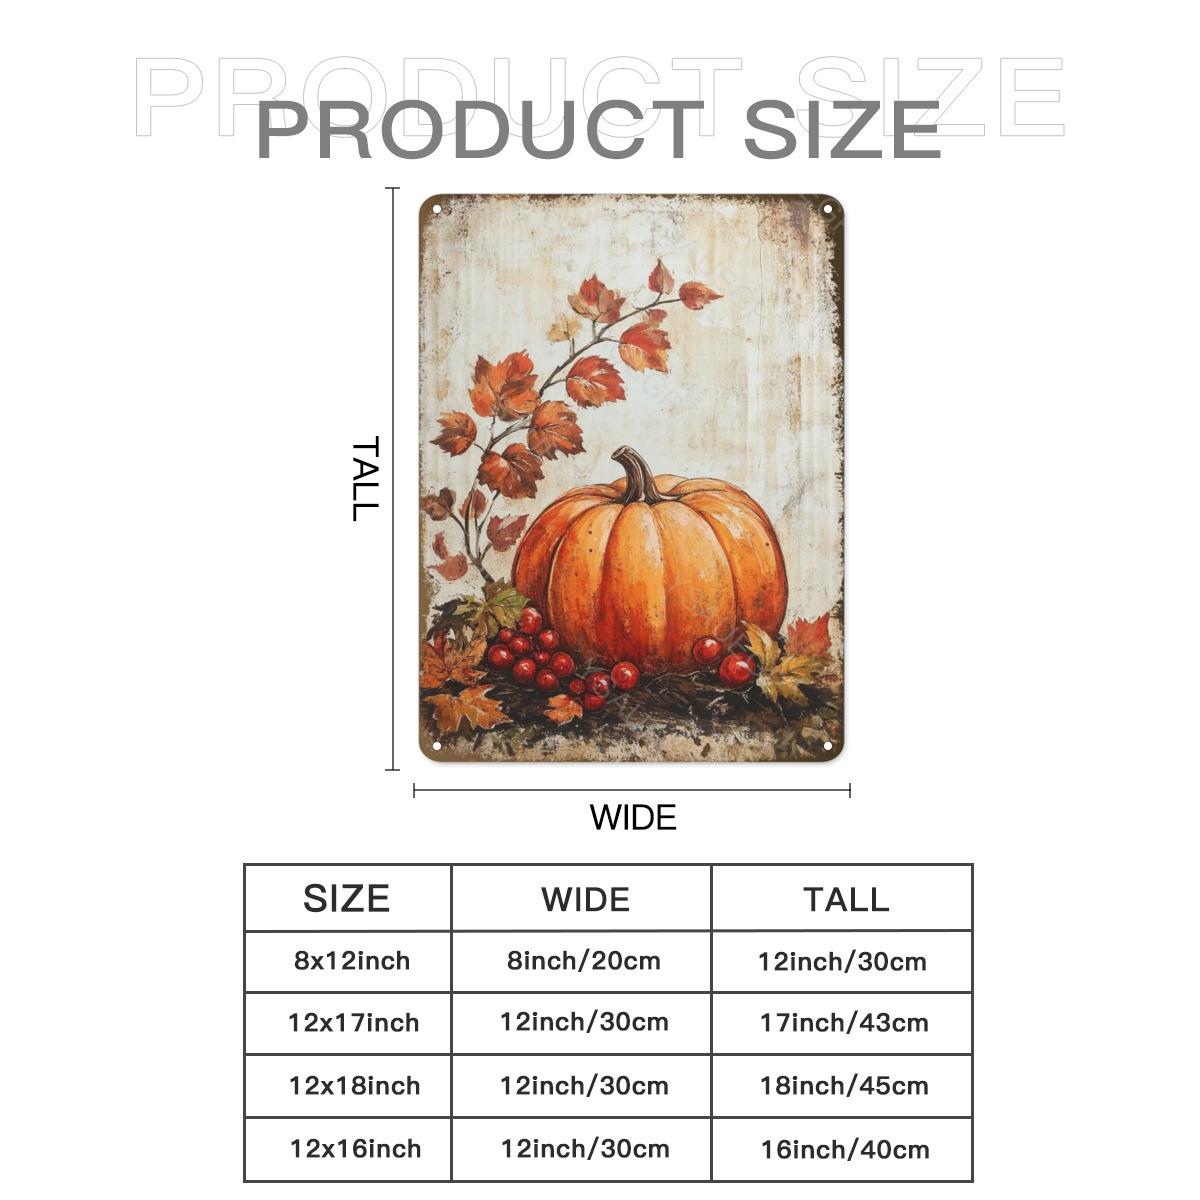 PRODUCT SIZE
PRODUCT SIZE
TALL
WIDE
SIZE WIDE TALL
8x12inch 8inch/20cm 12inch/30cm
12x17inch 12inch/30cm 17inch/43cm
12x18inch 12inch/30cm 18inch/45cm
12x16inch 12inch/30cm 16inch/40cm